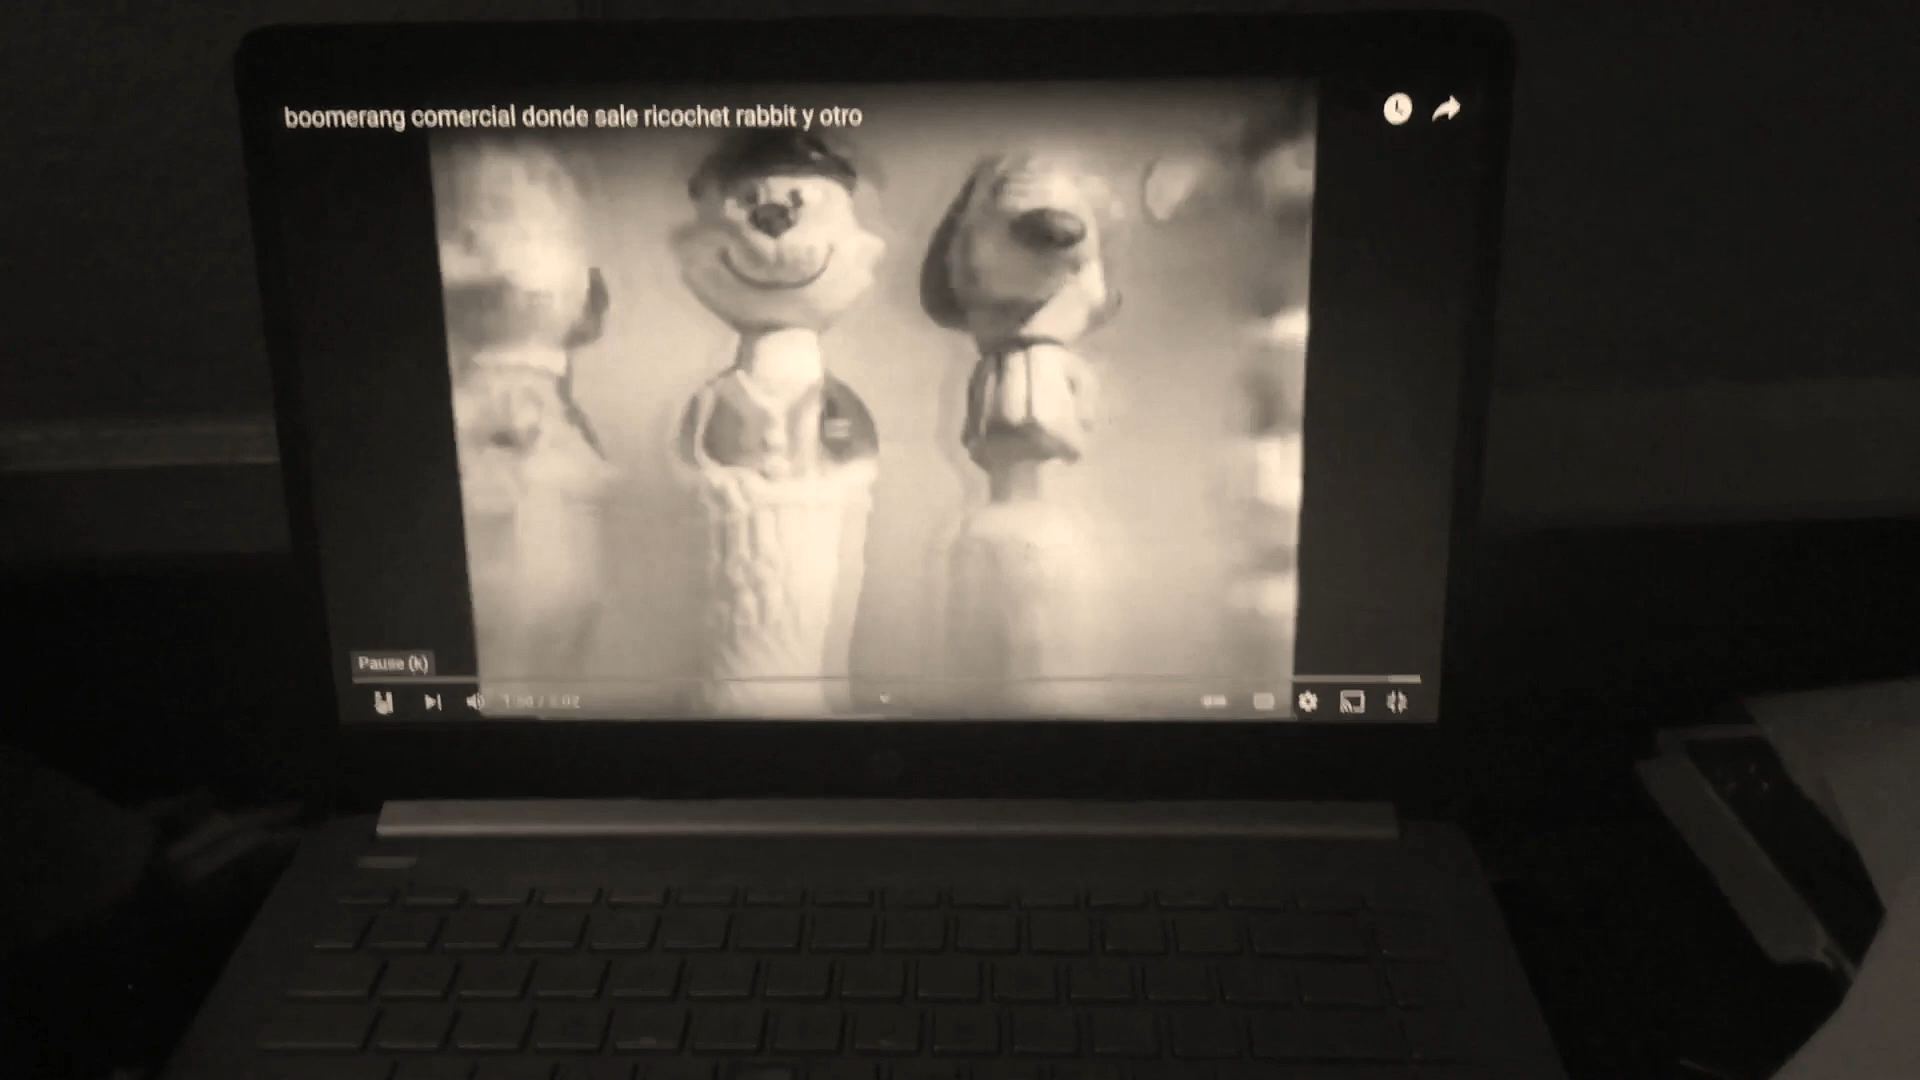 boomerang comercial donde sale ricochet rabbit y otro
Pause (k)